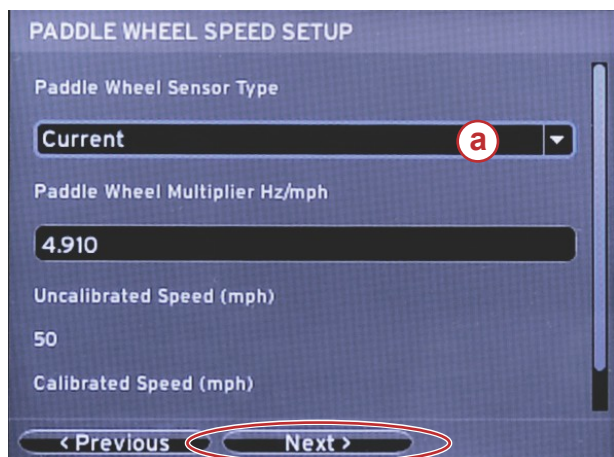 PADDLE WHEEL SPEED SETUP
Paddle Wheel Sensor Type
Current a
Paddle Wheel Multiplier Hz/mph
4.910
Uncalibrated Speed (mph)
50
Calibrated Speed (mph)
< Previous Next >